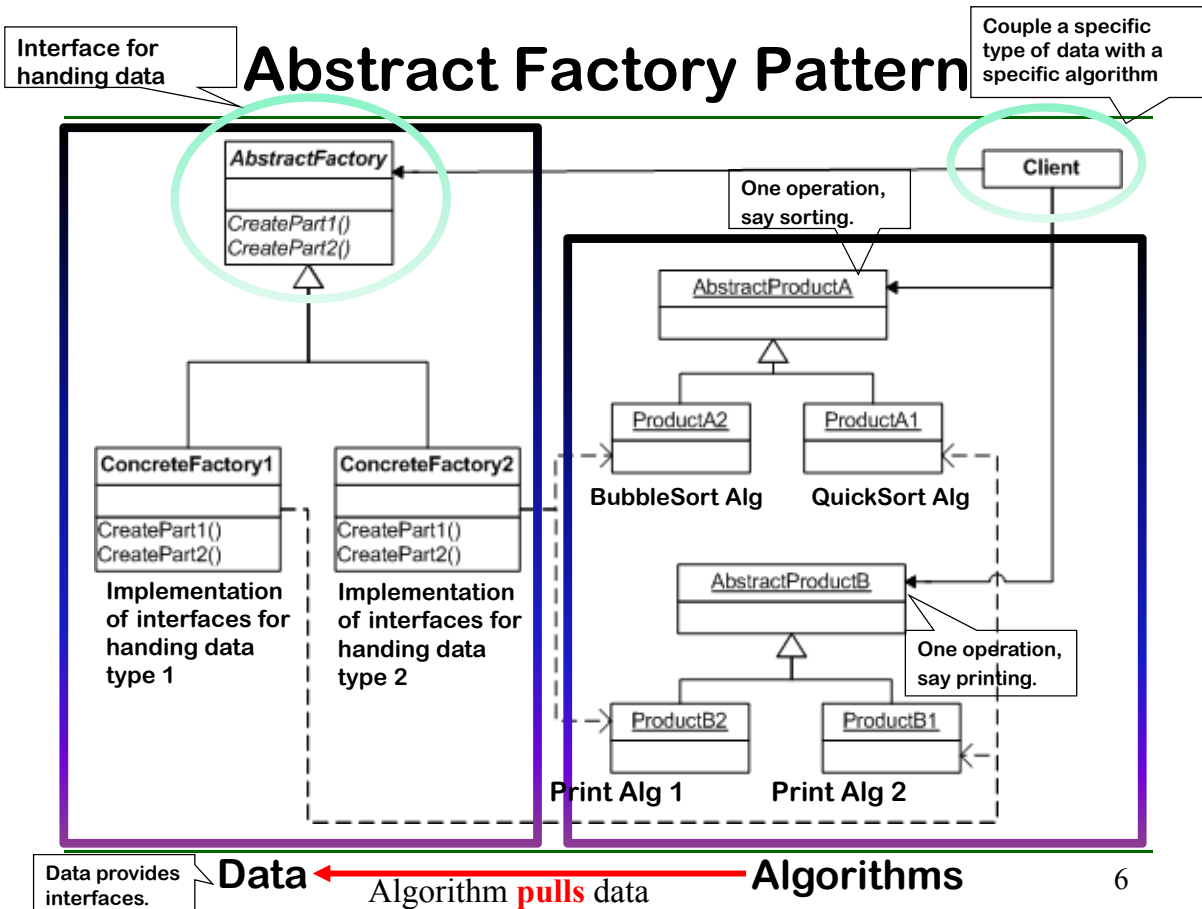 Interface for
handing data
Abstract Factory Pattern
Couple a specific
type of data with a
specific algorithm
AbstractFactory
CreatePart1()
CreatePart2()
Client
One operation,
say sorting.
AbstractProductA
ProductA2
ProductA1
BubbleSort Alg
QuickSort Alg
ConcreteFactory1
CreatePart1()
CreatePart2()
ConcreteFactory2
CreatePart1()
CreatePart2()
Implementation
of interfaces for
handing data
type 1
Implementation
of interfaces for
handing data
type 2
AbstractProductB
One operation,
say printing.
ProductB2
ProductB1
Print Alg 1
Print Alg 2
Data provides
interfaces.
Data
Algorithm pulls data
Algorithms
6